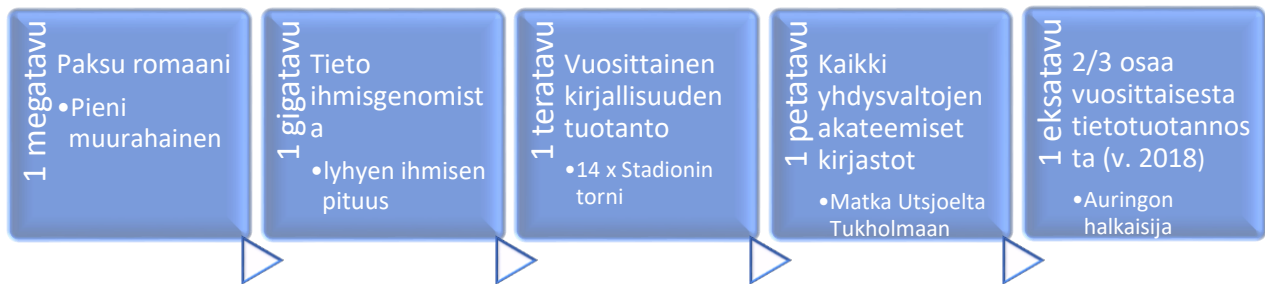 1 megatavu
Paksu romaani
•Pieni
muurahainen
1 gigatavu
Tieto
ihmisgenomist
a
•lyhyen ihmisen
pituus
1 teratavu
Vuosittainen
kirjallisuuden
tuotanto
•14 x Stadionin
torni
1 petatavu
Kaikki
yhdysvaltojen
akateemiset
kirjastot
•Matka Utsjoelta
Tukholmaan
1 eksatavu
2/3 osaa
vuosittaisesta
tietotuotannos
ta (v. 2018)
•Auringon
halkaisija